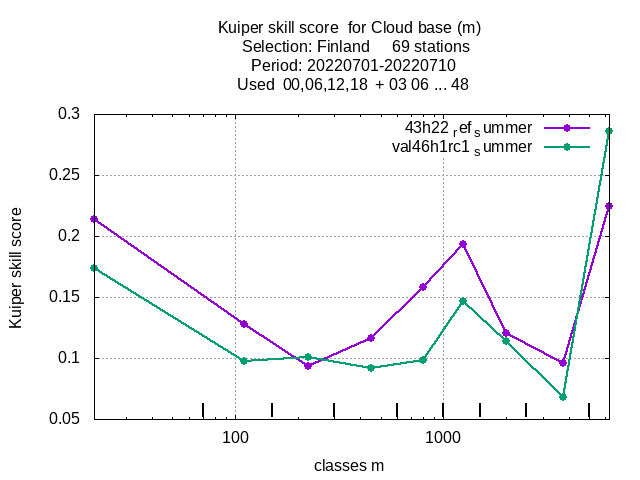 Kuiper skill score  for Cloud base (m)
Selection: Finland     69 stations
Period: 20220701-20220710
Used  00,06,12,18  + 03 06 ... 48
0.3
43h22 ref summer
val46h1rc1 summer
0.25
0.2
Kuiper skill score
0.15
0.1
0.05
100
1000
classes m